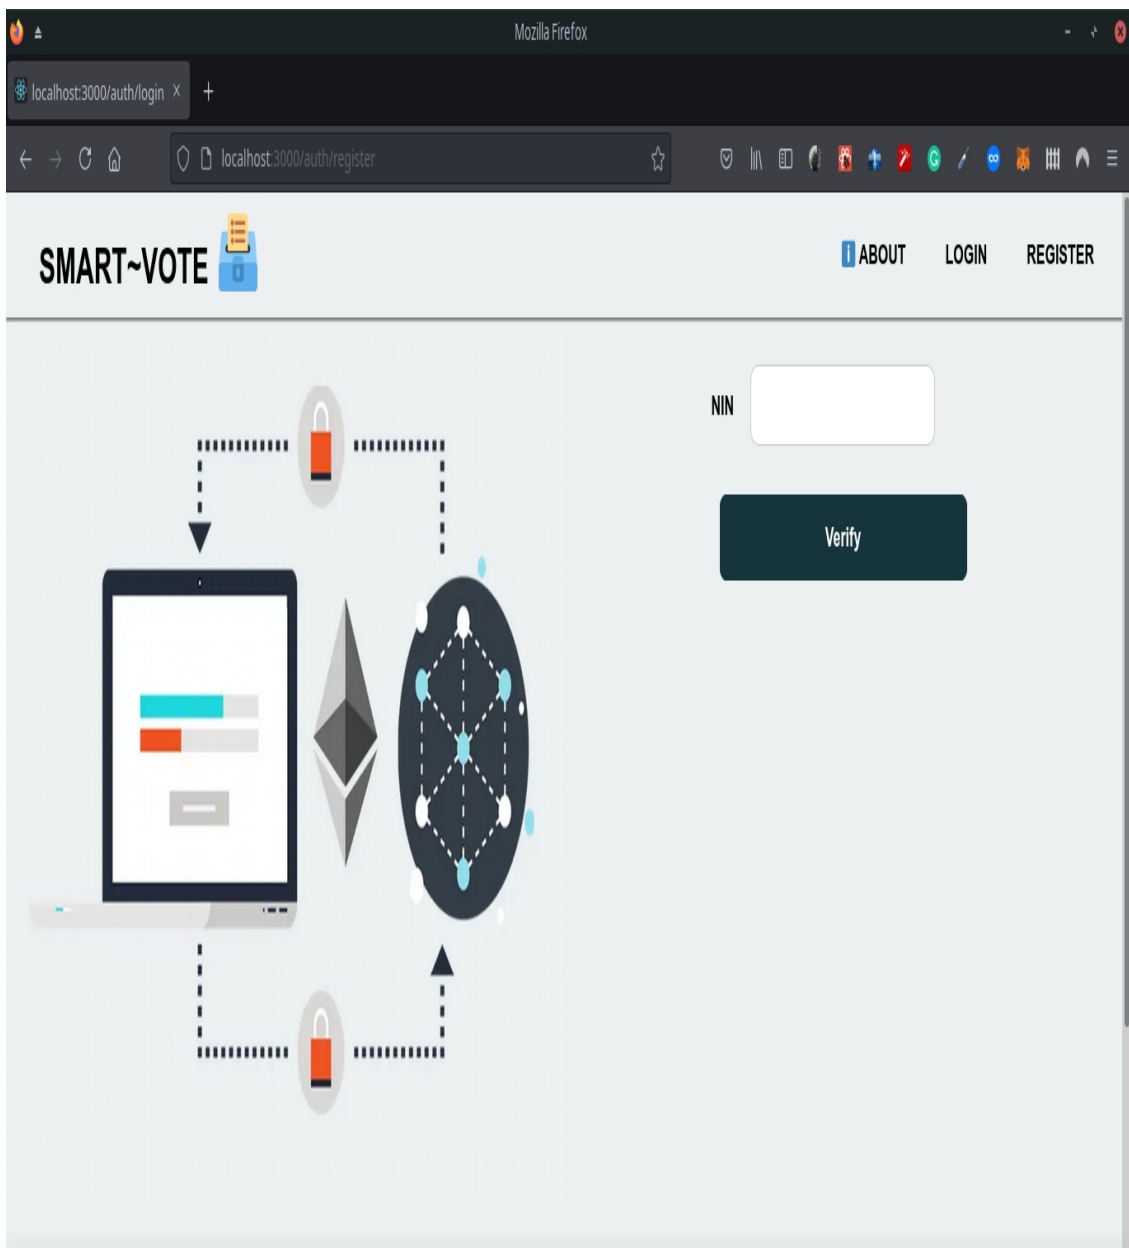 Mozilla Firefox
localhost:3000/auth/login
localhost:3000/auth/register
SMART~VOTE
i ABOUT LOGIN REGISTER
NIN
Verify